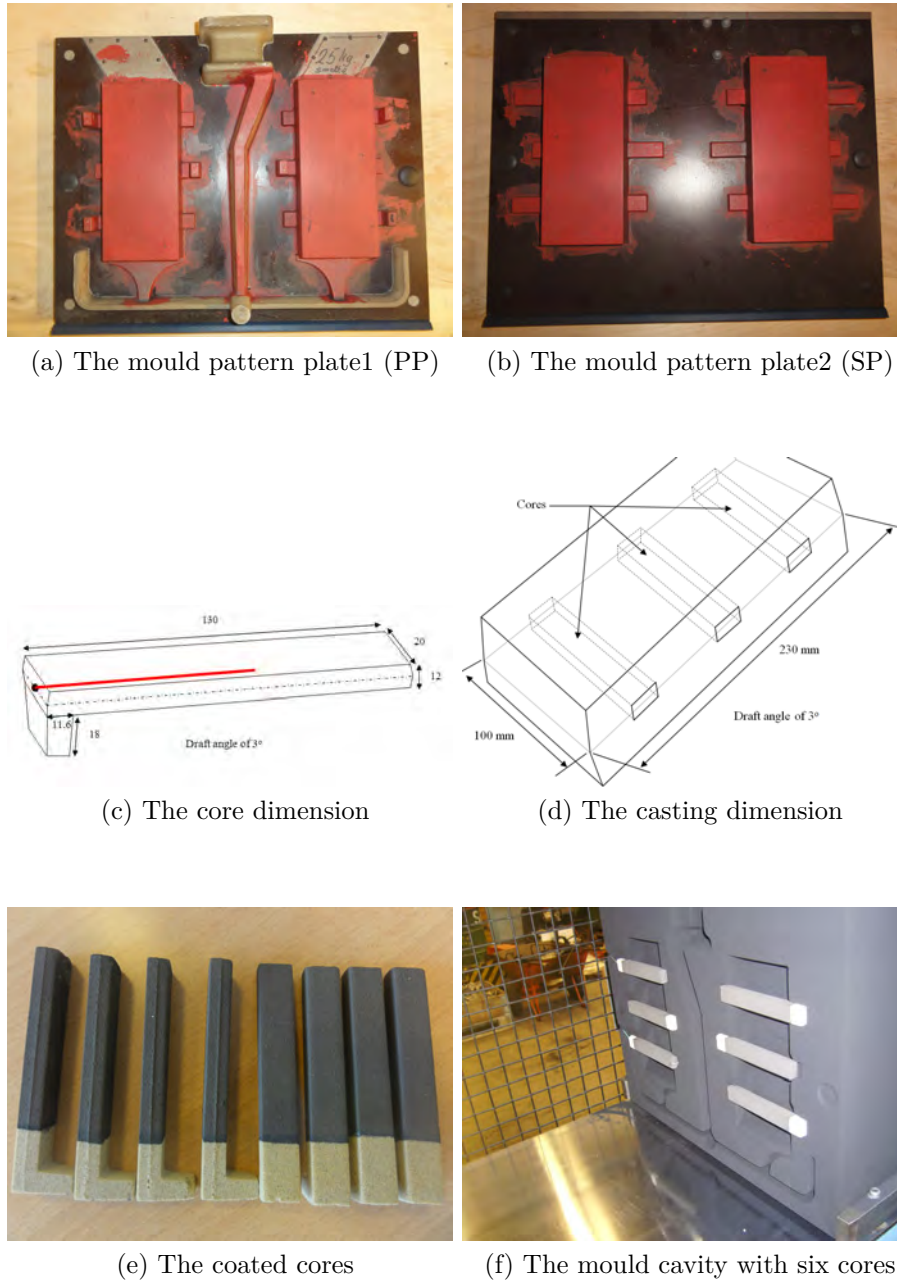 25 kg
(a) The mould pattern plate1 (PP)
(b) The mould pattern plate2 (SP)
130
20
12
11.6
18
Draft angle of 3°
(c) The core dimension
Cores
230 mm
100 mm
Draft angle of 3°
(d) The casting dimension
(e) The coated cores
(f) The mould cavity with six cores